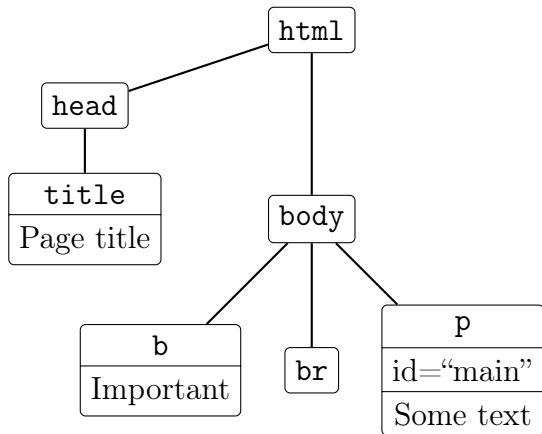 html
head
title
Page title
body
b
Important
br
p
id=“main”
Some text